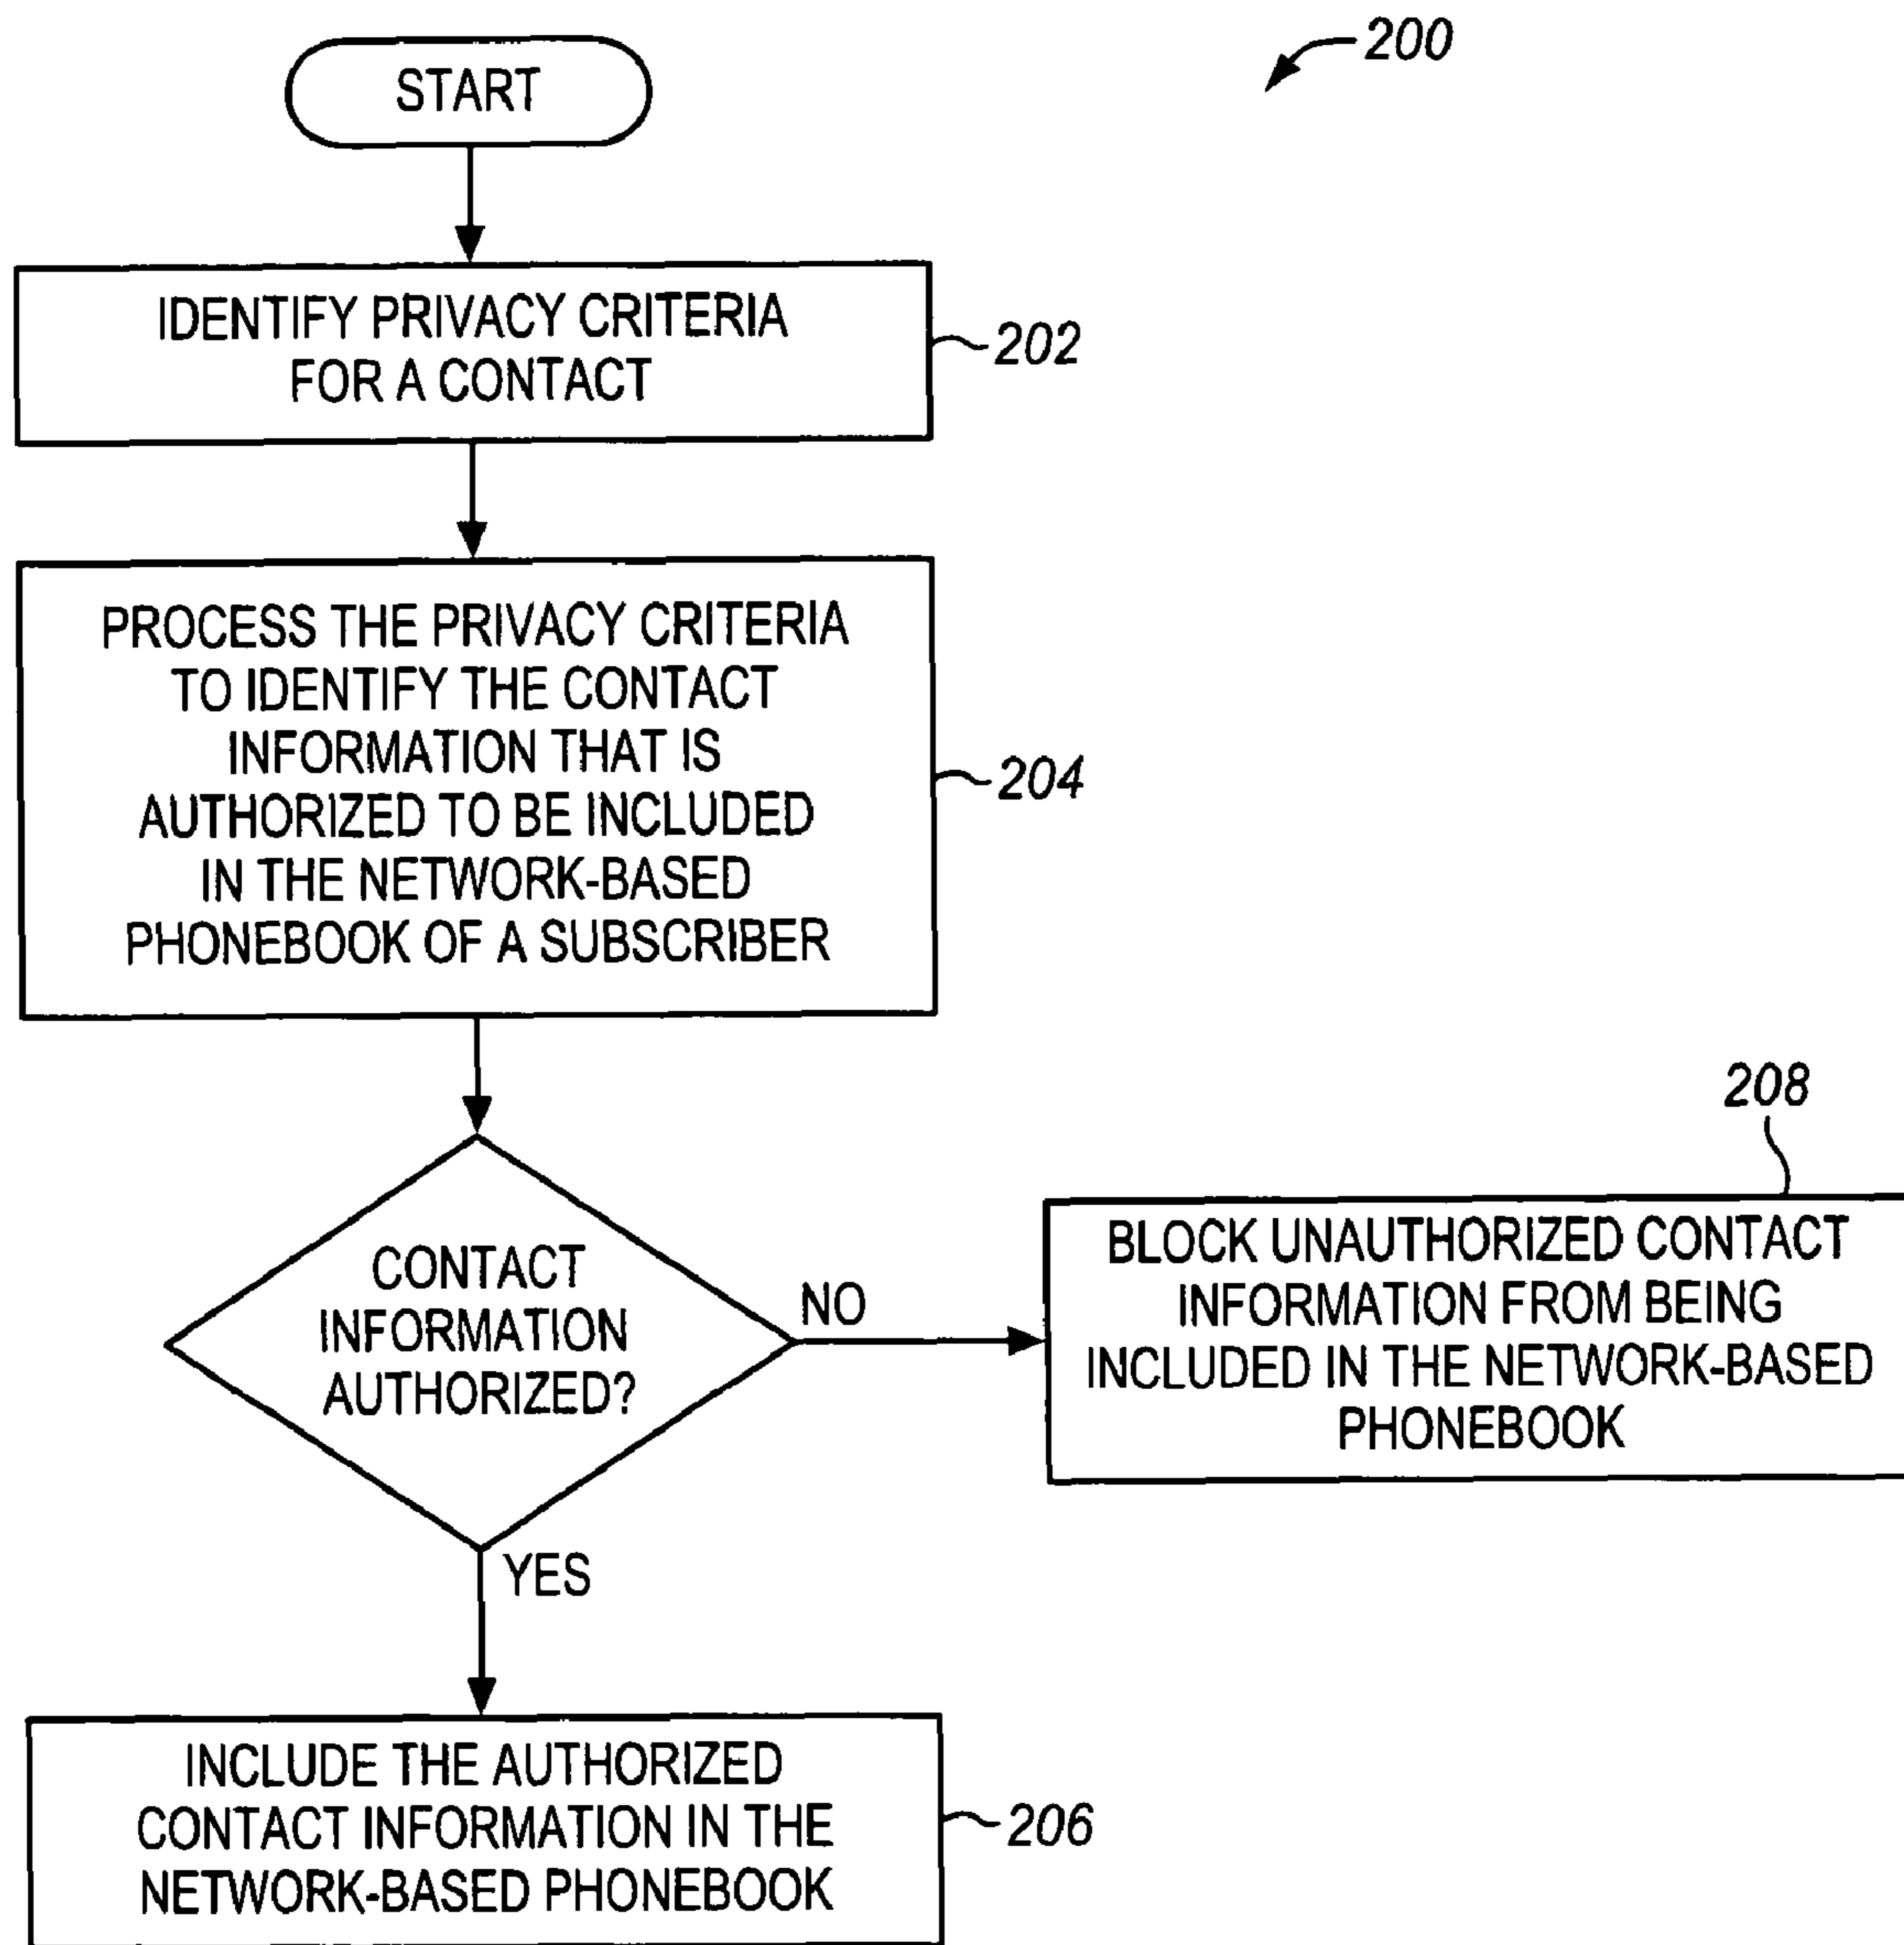 200
START
IDENTIFY PRIVACY CRITERIA
FOR A CONTACT
202
PROCESS THE PRIVACY CRITERIA
TO IDENTIFY THE CONTACT
INFORMATION THAT IS
AUTHORIZED TO BE INCLUDED
IN THE NETWORK-BASED
PHONEBOOK OF A SUBSCRIBER
204
CONTACT
INFORMATION
AUTHORIZED?
NO
208
BLOCK UNAUTHORIZED CONTACT
INFORMATION FROM BEING
INCLUDED IN THE NETWORK-BASED
PHONEBOOK
YES
INCLUDE THE AUTHORIZED
CONTACT INFORMATION IN THE
NETWORK-BASED PHONEBOOK
206